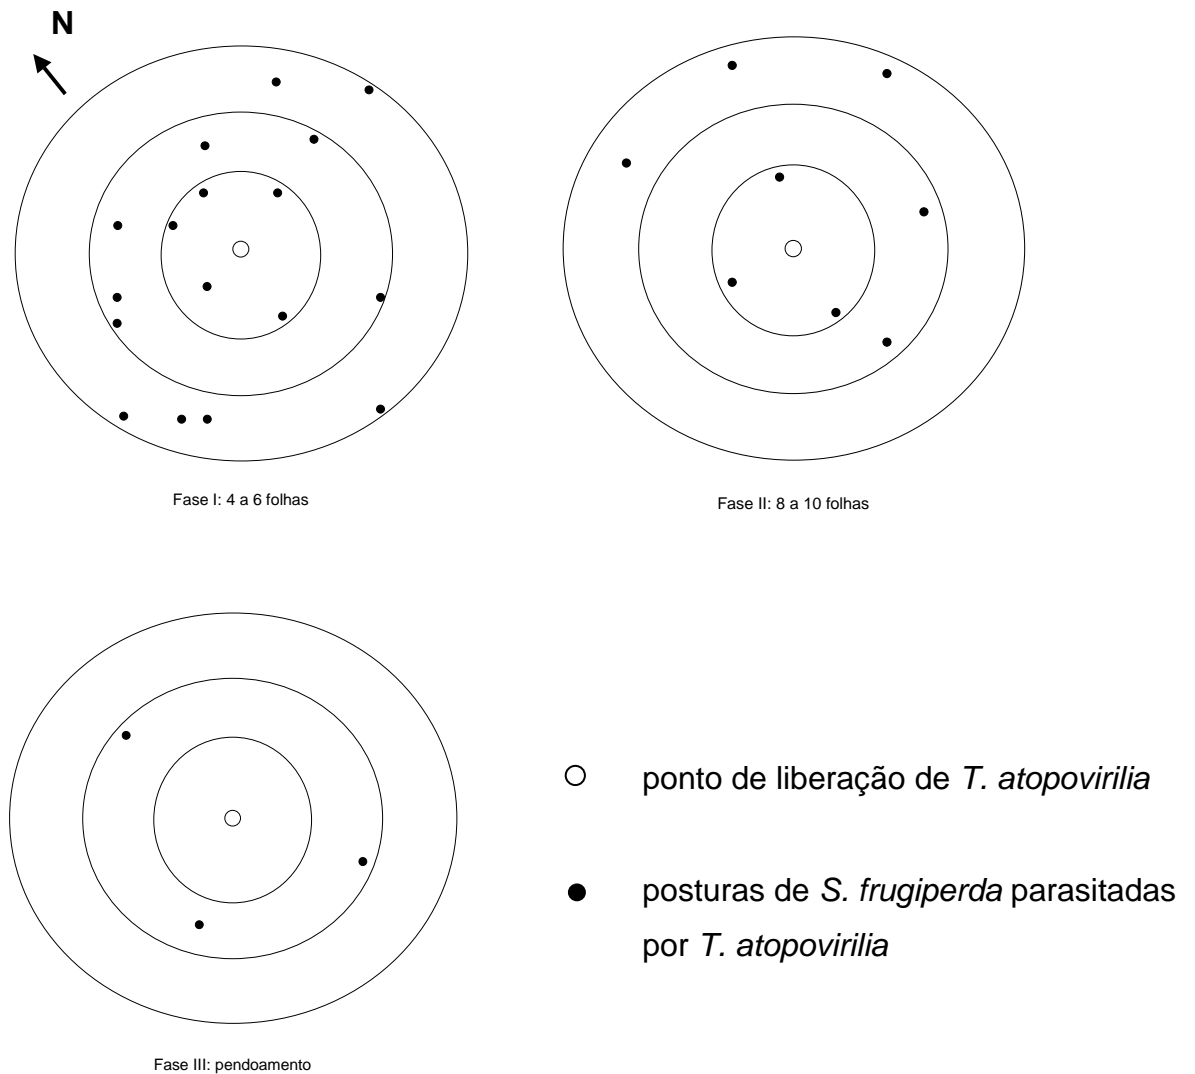 N
Fase I: 4 a 6 folhas
Fase II: 8 a 10 folhas
ponto de liberação de T. atopovirilia
posturas de S. frugiperda parasitadas
por T. atopovirilia
Fase III: pendoamento